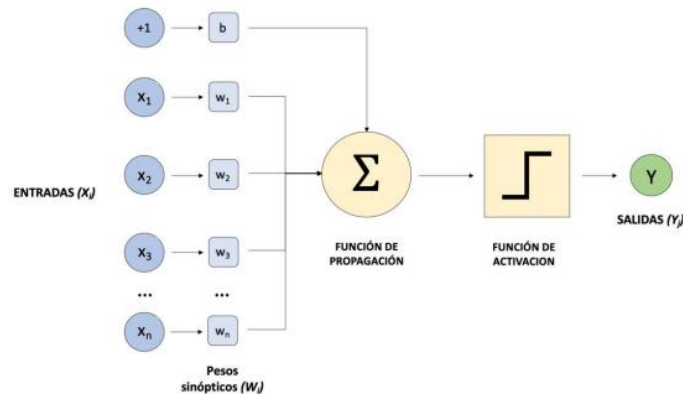 +1 b
X1 w1
X2 w2
ENTRADAS (Xi)
Σ
Y
SALIDAS (Yj)
X3 w3
FUNCIÓN DE
PROPAGACIÓN
FUNCIÓN DE
ACTIVACION
... ...
Xn wn
Pesos
sinópticos (Wi)